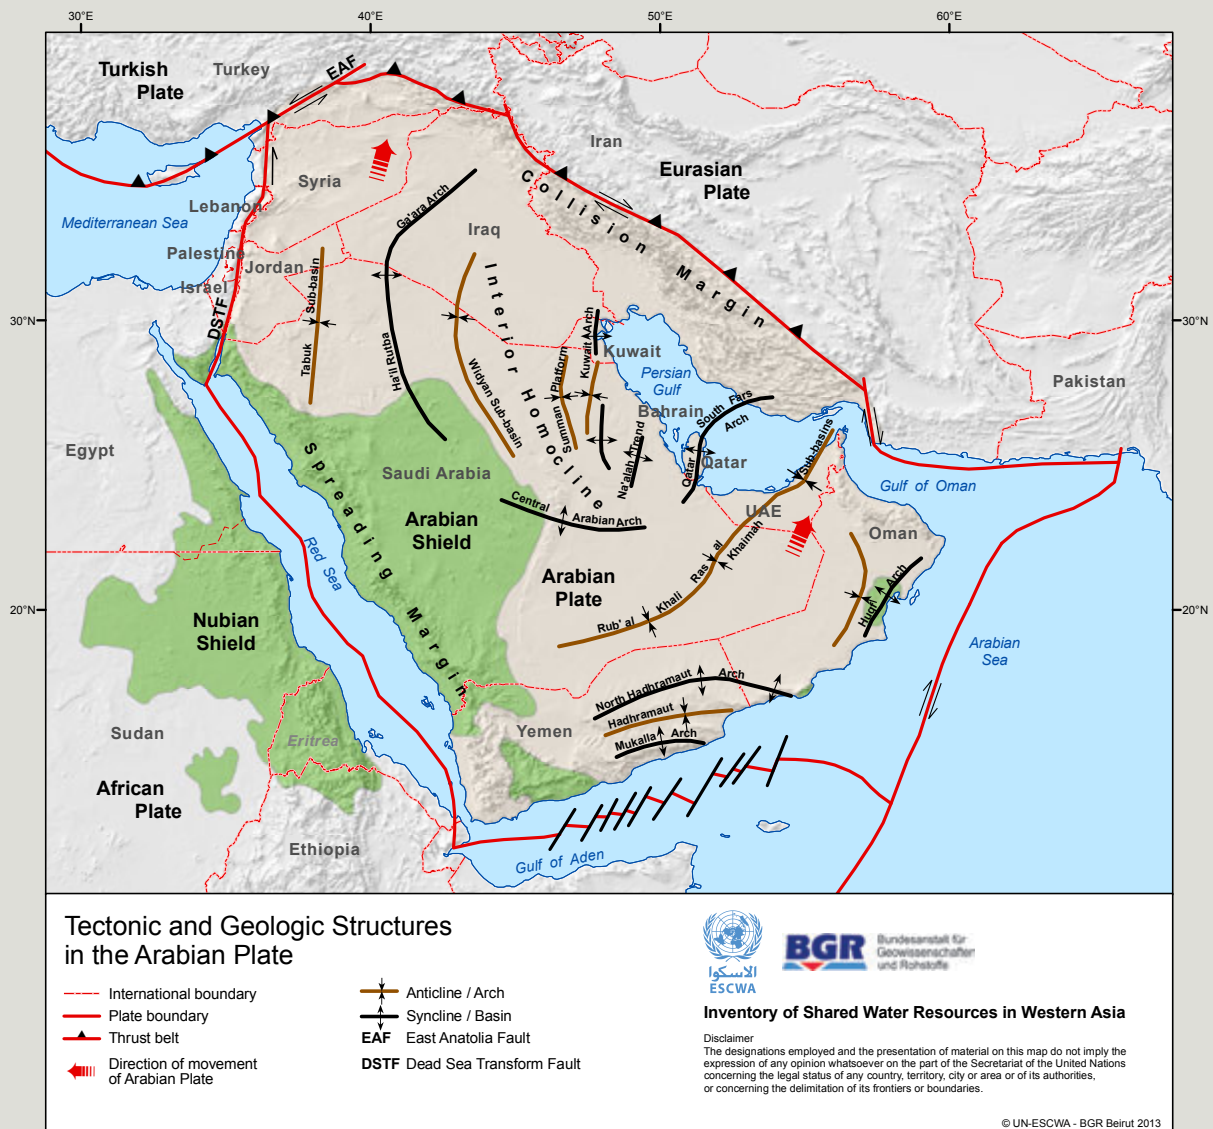 30°E
40°E
50°E
60°E
30°N
20°N
30°N
20°N
Turkish
Plate
Turkey
EAF
Iran
Eurasian
Plate
Syria
Lebanon
Mediterranean Sea
Palestine
Jordan
Israel
DSTF
Ga'ara Arch
Iraq
Collision Margin
Tabuk Sub-basin
Ha'il Rutba
Widyan Sub-basin
Interior Homocline
Summan Platform
Kuwait Arch
Kuwait
Persian
Gulf
Bahrain
South Fars
Arch
Qatar
Qatar
Na'alah Trend
Pakistan
Egypt
Saudi Arabia
Spreading Margin
Arabian
Shield
Central Arabian Arch
Sub-basins
UAE
Gulf of Oman
Oman
Red Sea
Arabian
Plate
Rub' al Khali
Ras al
Khaimah
Huqf Arch
Nubian
Shield
Arabian
Sea
North Hadhramaut Arch
Hadhramaut
Mukalla Arch
Yemen
Sudan
Eritrea
African
Plate
Ethiopia
Gulf of Aden
Tectonic and Geologic Structures
in the Arabian Plate
International boundary
Plate boundary
Thrust belt
Direction of movement
of Arabian Plate
Anticline / Arch
Syncline / Basin
EAF East Anatolia Fault
DSTF Dead Sea Transform Fault
الاسكوا
ESCWA
BGR
Bundesanstalt für
Geowissenschaften
und Rohstoffe
Inventory of Shared Water Resources in Western Asia
Disclaimer
The designations employed and the presentation of material on this map do not imply the
expression of any opinion whatsoever on the part of the Secretariat of the United Nations
concerning the legal status of any country, territory, city or area or of its authorities,
or concerning the delimitation of its frontiers or boundaries.
© UN-ESCWA - BGR Beirut 2013